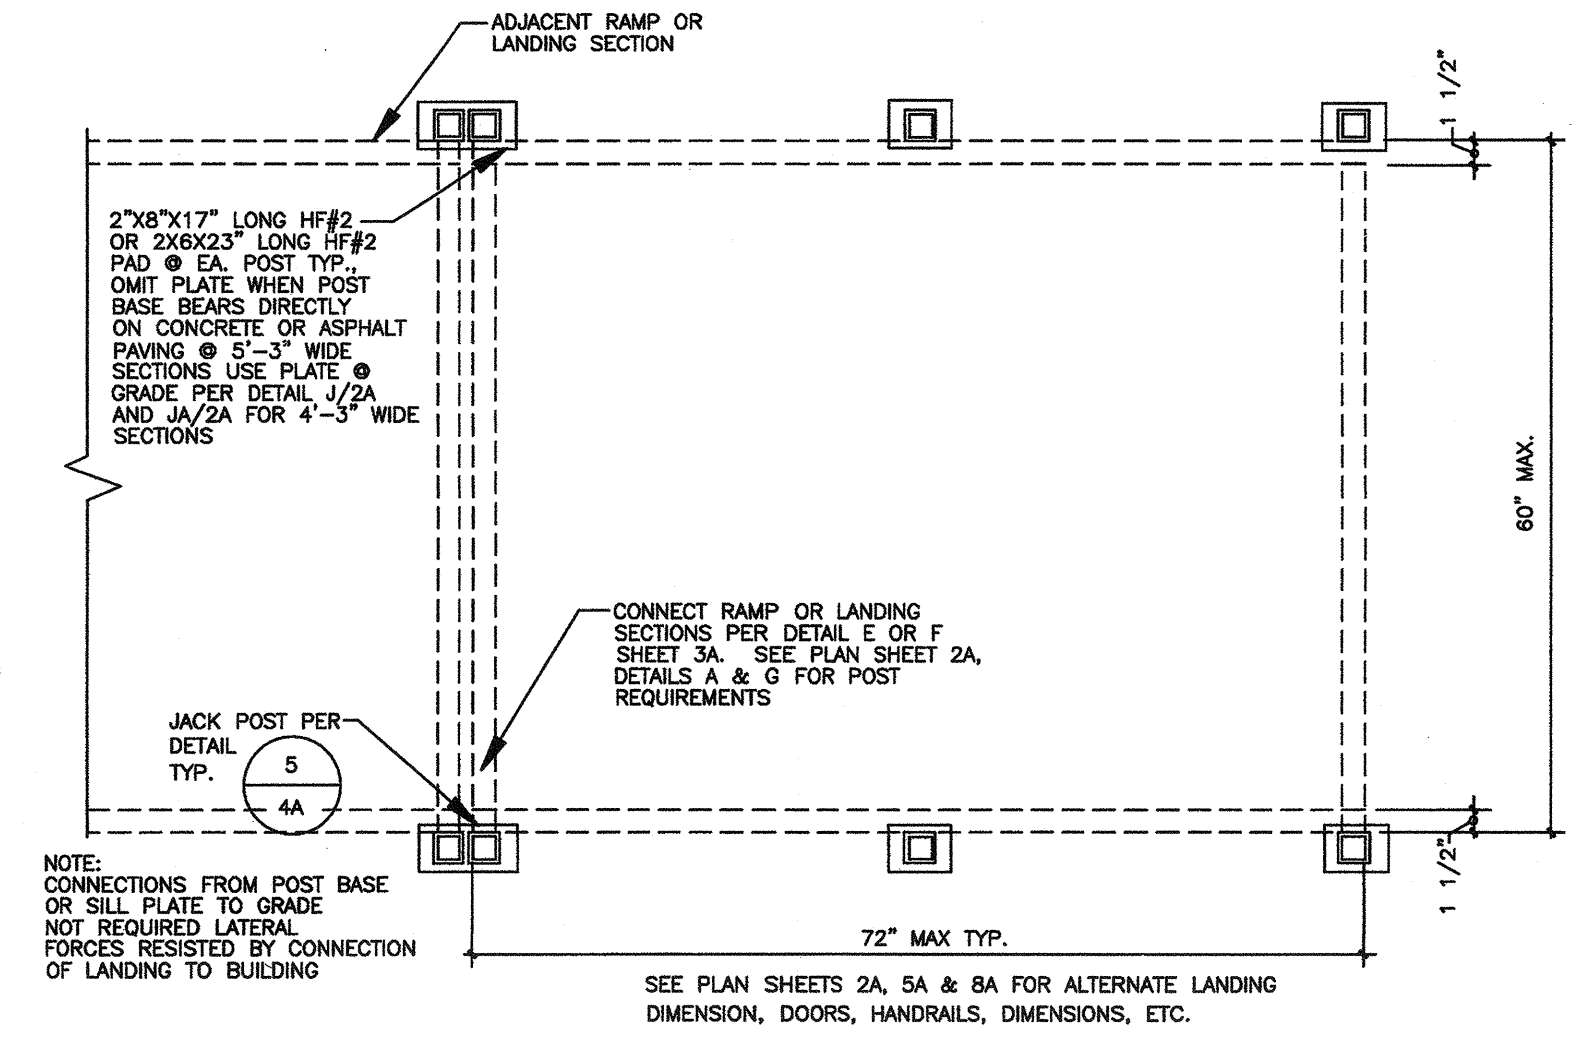 ADJACENT RAMP OR
LANDING SECTION
1 1/2"
2"X8"X17" LONG HF#2
OR 2X6X23" LONG HF#2
PAD @ EA. POST TYP.,
OMIT PLATE WHEN POST
BASE BEARS DIRECTLY
ON CONCRETE OR ASPHALT
PAVING @ 5'-3" WIDE
SECTIONS USE PLATE @
GRADE PER DETAIL J/2A
AND JA/2A FOR 4'-3" WIDE
SECTIONS
60" MAX.
CONNECT RAMP OR LANDING
SECTIONS PER DETAIL E OR F
SHEET 3A. SEE PLAN SHEET 2A,
DETAILS A & G FOR POST
REQUIREMENTS
JACK POST PER
DETAIL
TYP.
5
4A
1 1/2"
NOTE:
CONNECTIONS FROM POST BASE
OR SILL PLATE TO GRADE
NOT REQUIRED LATERAL
FORCES RESISTED BY CONNECTION
OF LANDING TO BUILDING
72" MAX TYP.
SEE PLAN SHEETS 2A, 5A & 8A FOR ALTERNATE LANDING
DIMENSION, DOORS, HANDRAILS, DIMENSIONS, ETC.